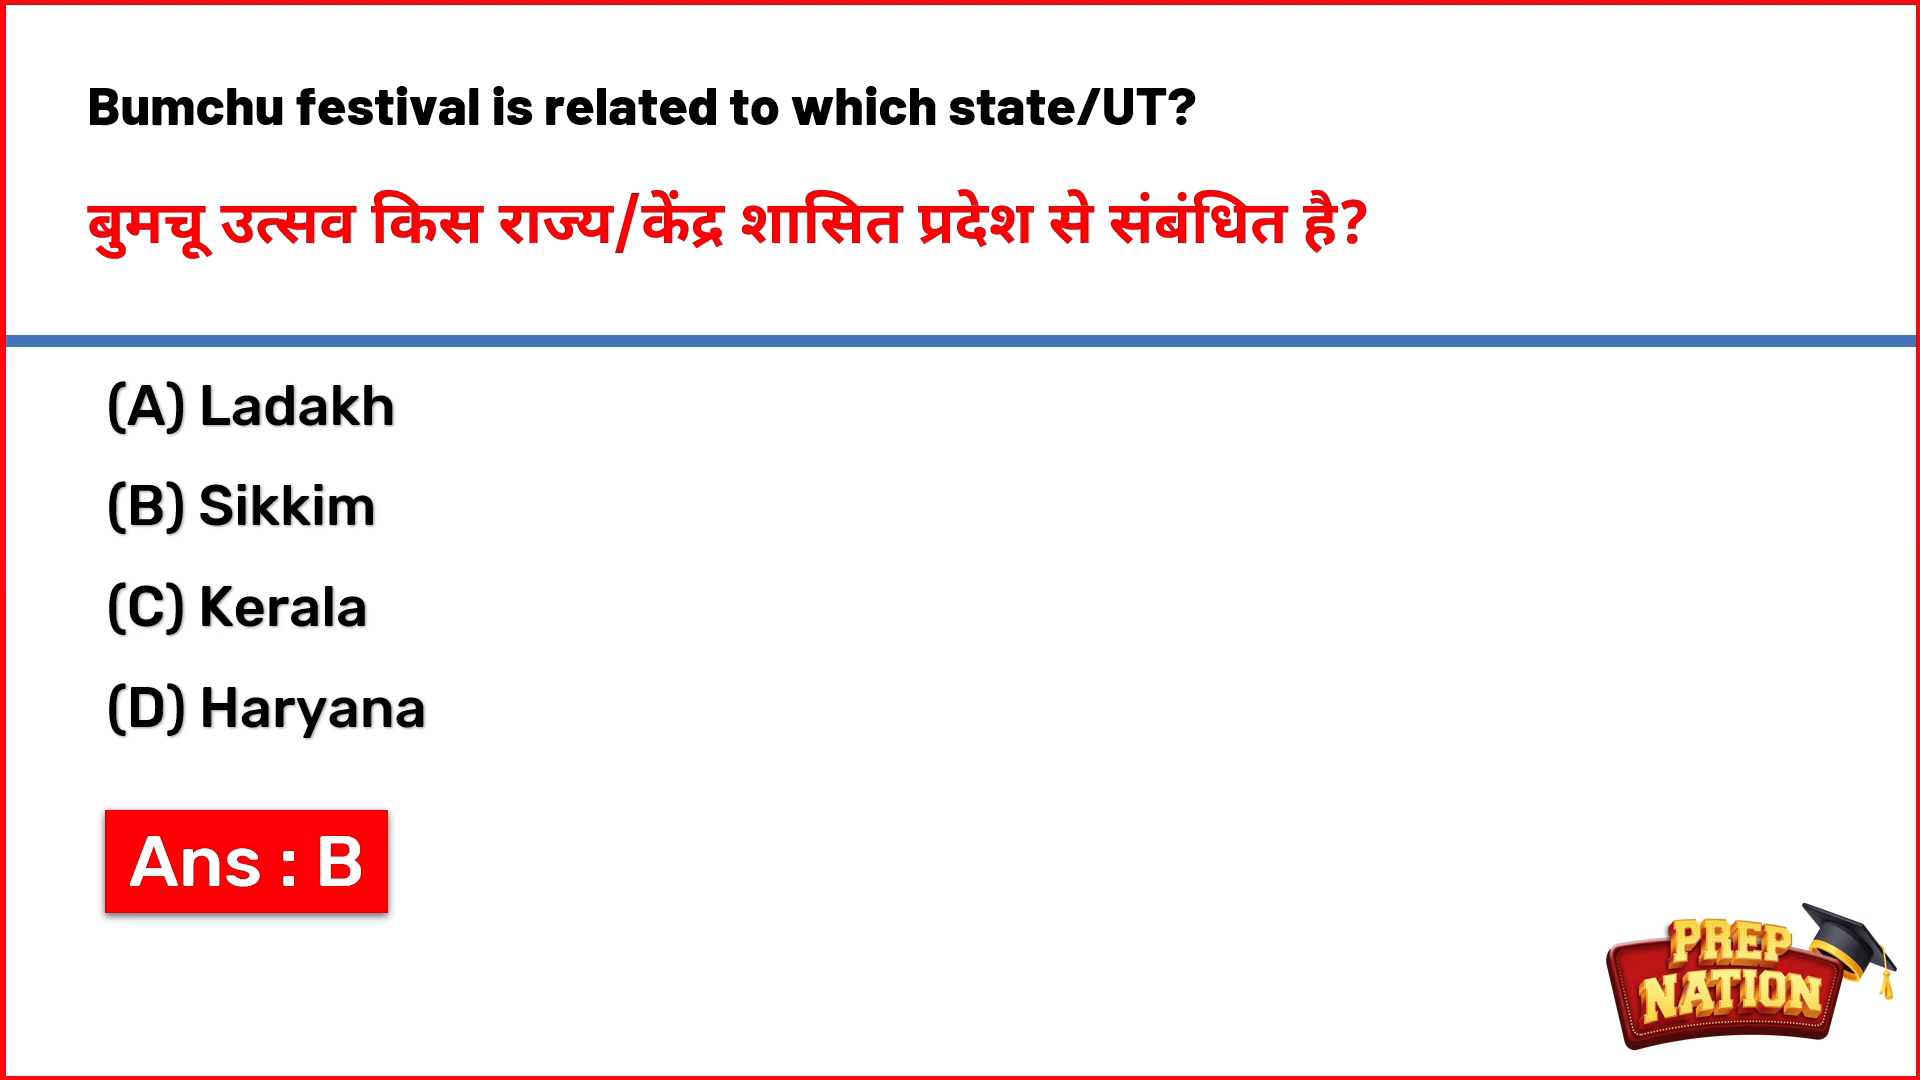 Bumchu festival is related to which state/UT?
बुमचू उत्सव किस राज्य/केंद्र शासित प्रदेश से संबंधित है?
(A) Ladakh
(B) Sikkim
(C) Kerala
(D) Haryana
Ans : B
PREP
NATION